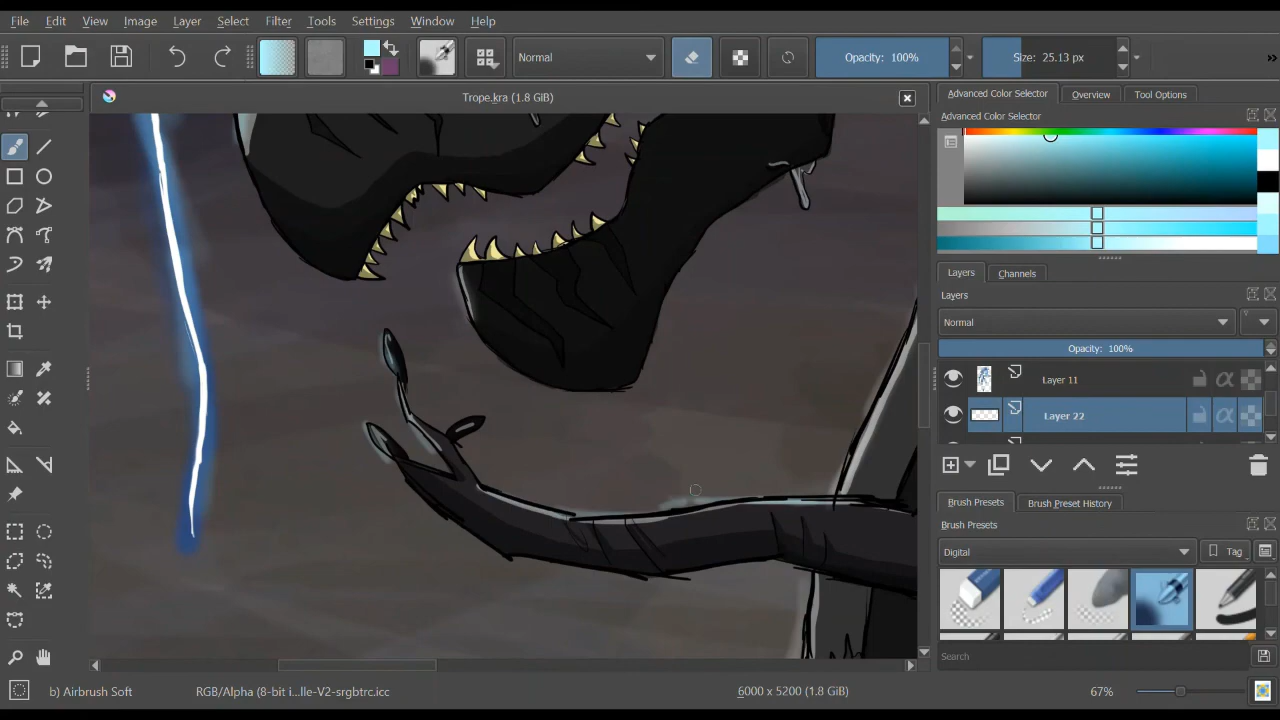 File Edit View Image Layer Select Filter Tools Settings Window Help
Normal Opacity: 100% Size: 25.13 px »
Trope.kra (1.8 GiB)
Advanced Color Selector Overview Tool Options
Advanced Color Selector
Layers Channels
Layers
Normal
Opacity: 100%
Layer 11
Layer 22
Brush Presets Brush Preset History
Brush Presets
Digital Tag
Search
b) Airbrush Soft RGB/Alpha (8-bit i...lle-V2-srgbtrc.icc 6000 x 5200 (1.8 GiB) 67%